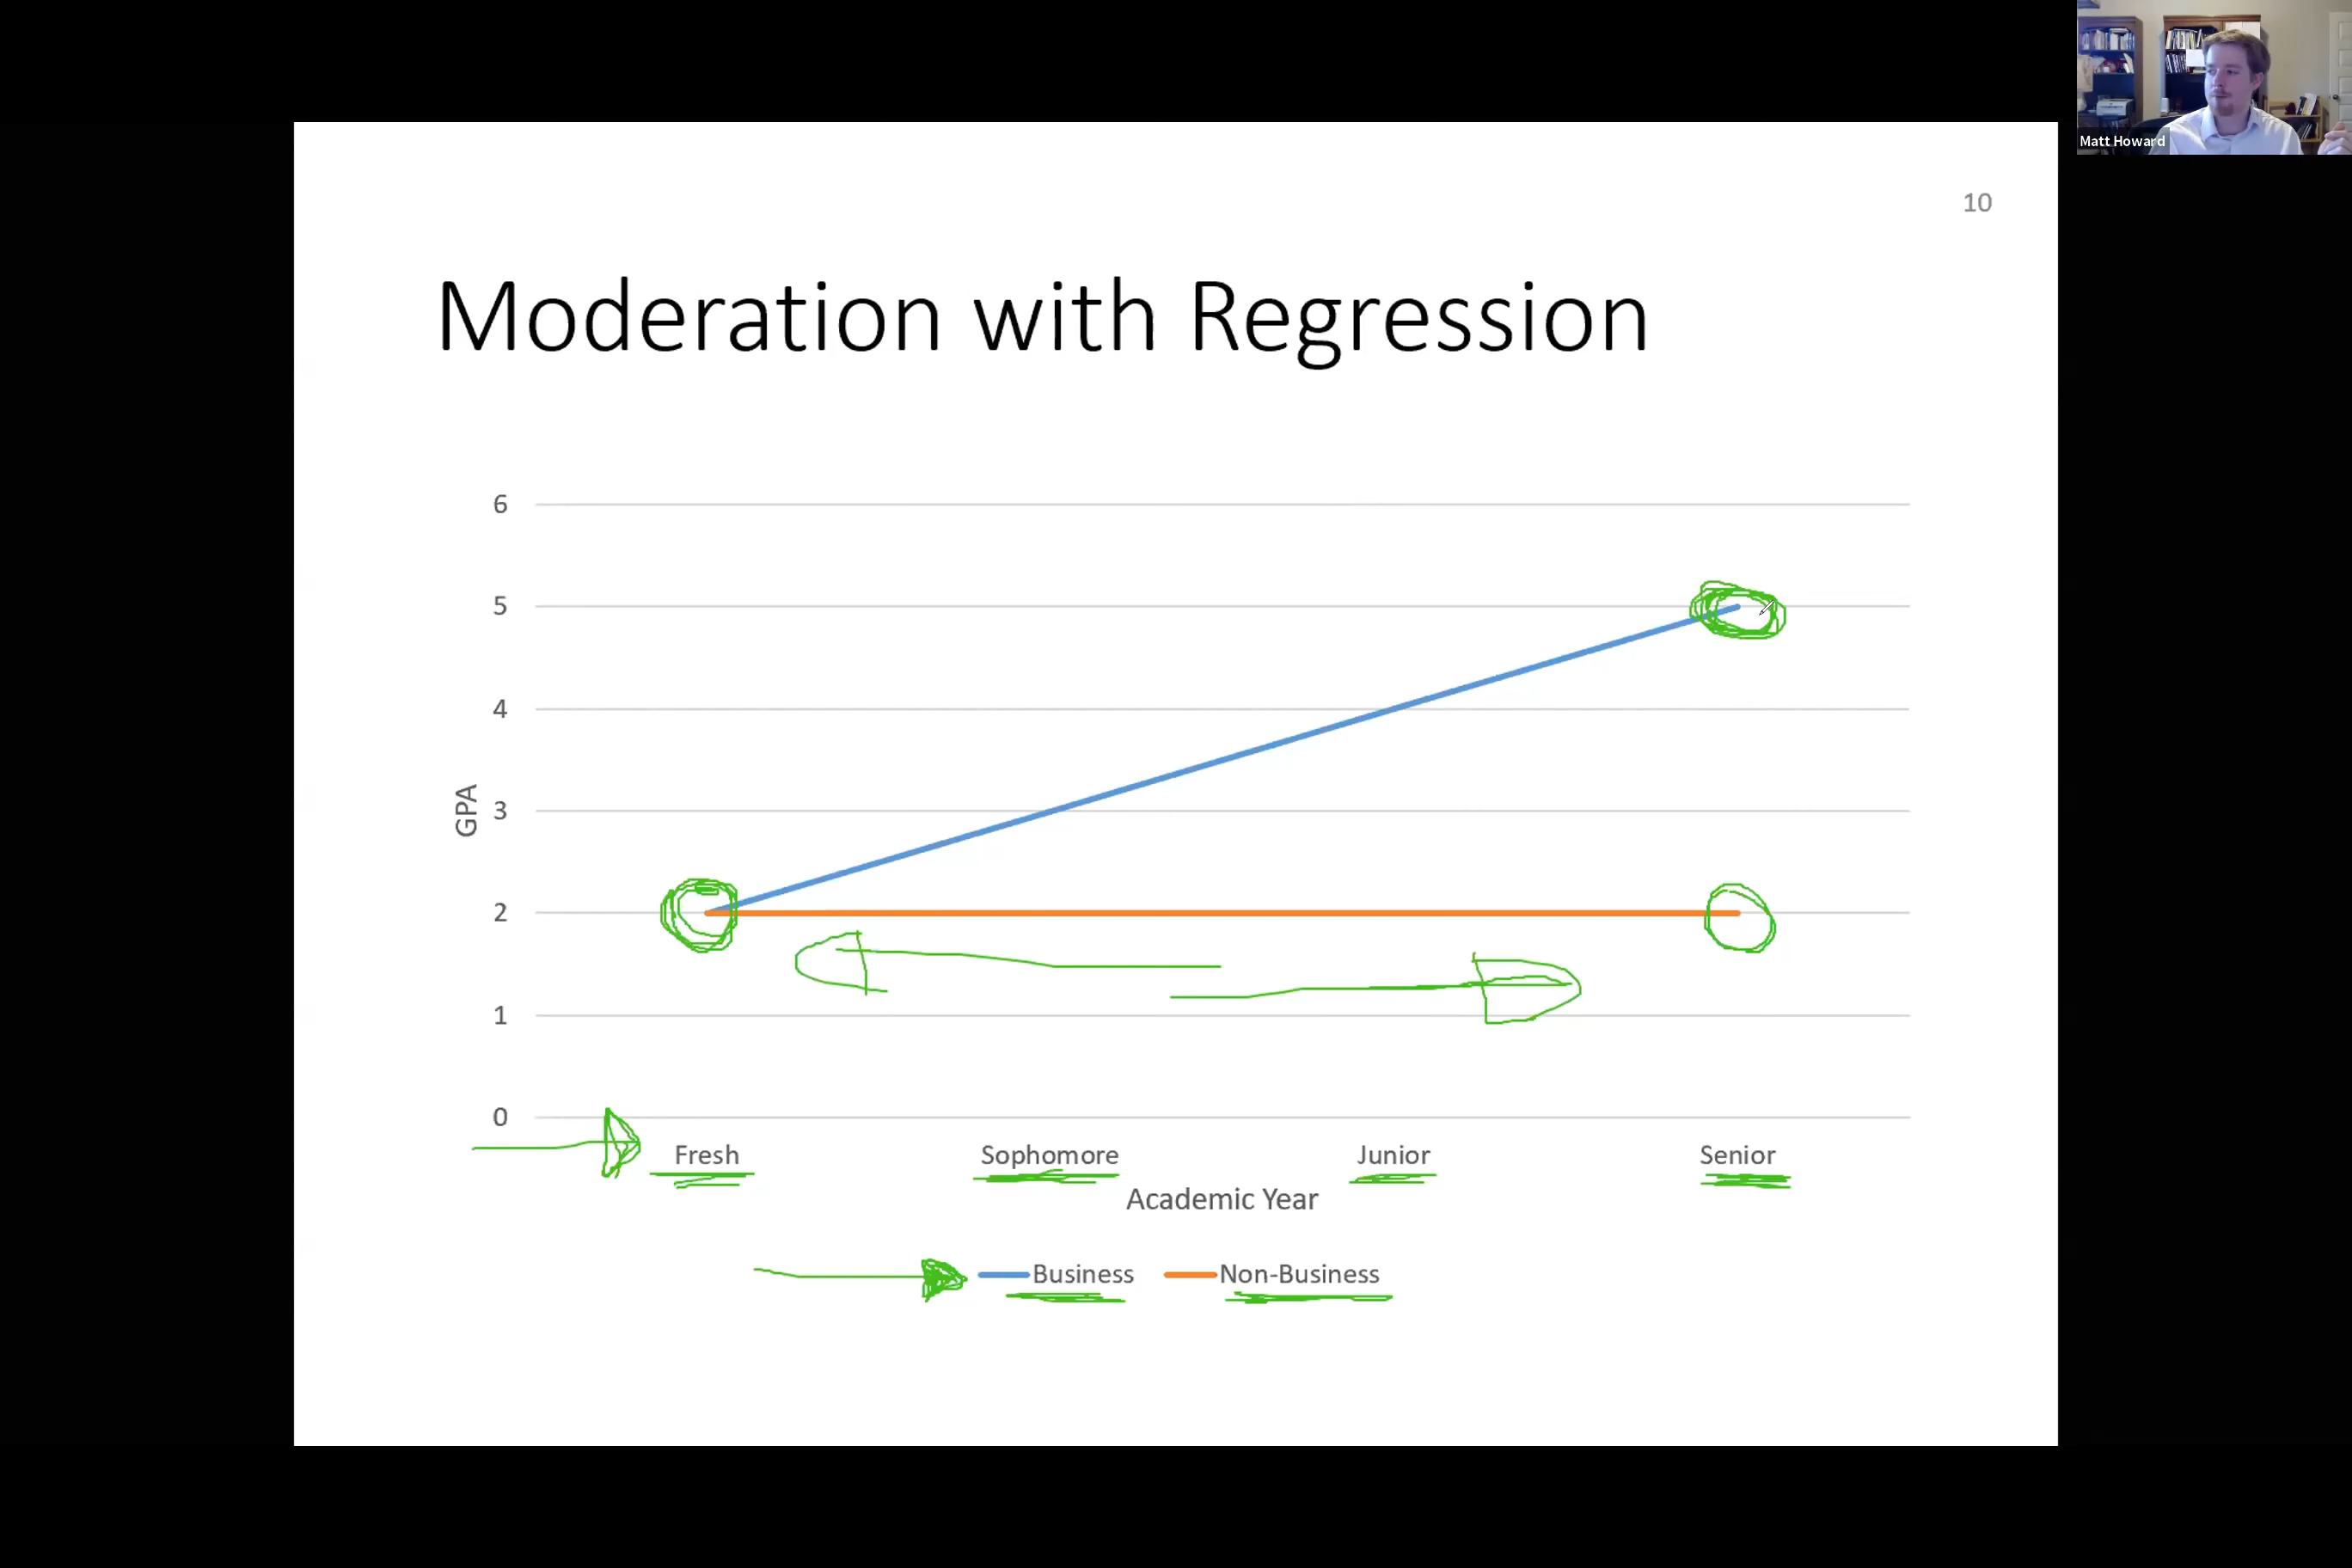 Matt Howard
10
Moderation with Regression
6
5
4
3
2
1
0
GPA
Fresh Sophomore Junior Senior
Academic Year
Business Non-Business